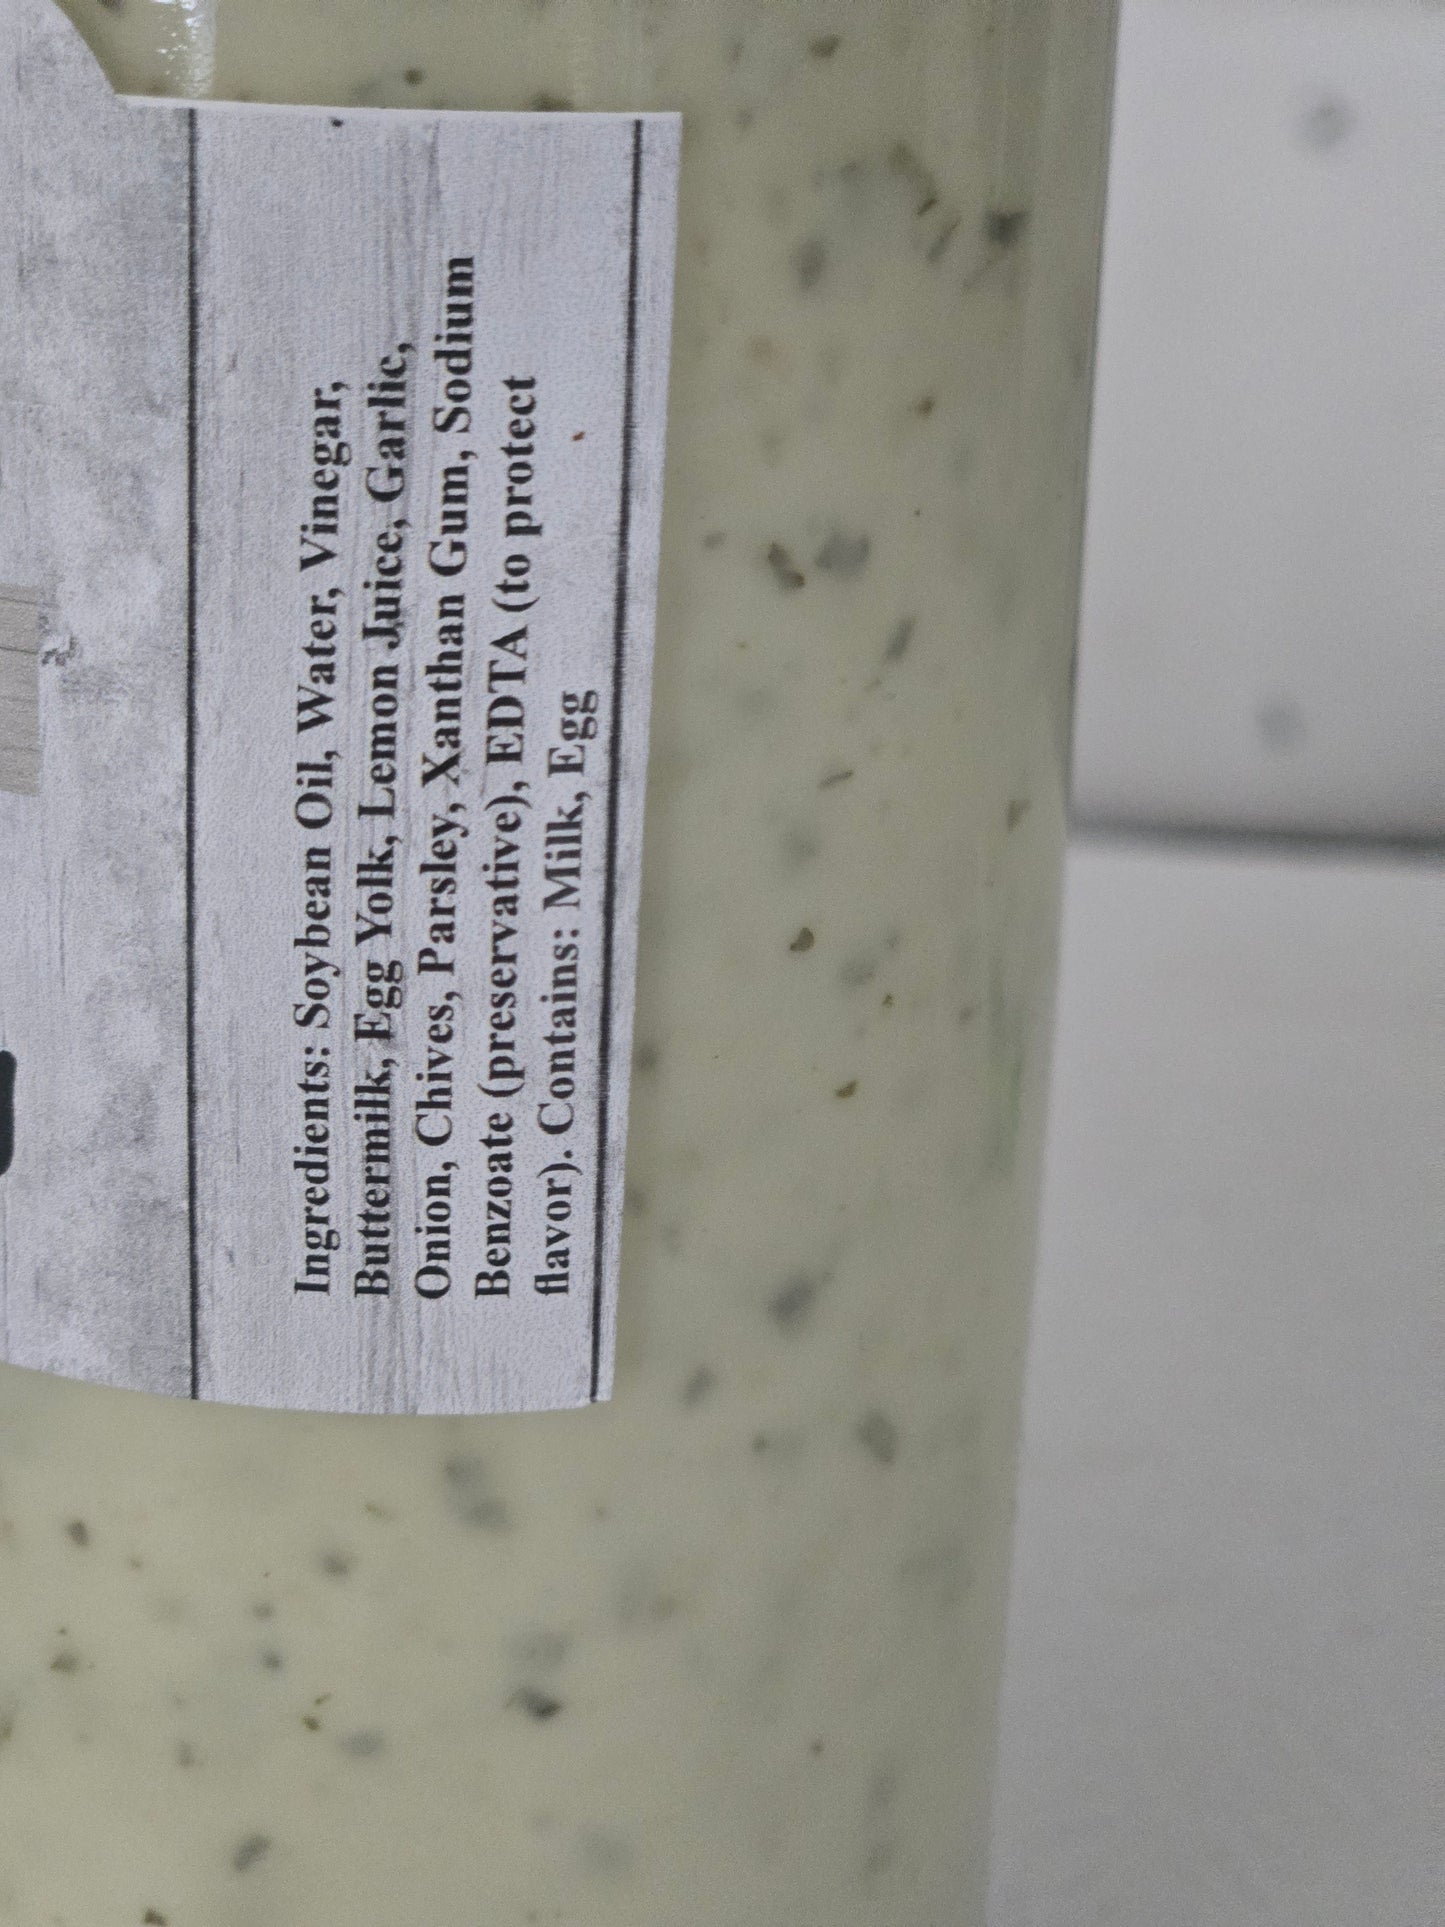 Ingredients: Soybean Oil, Water, Vinegar,
Buttermilk, Egg Yolk, Lemon Juice, Garlic,
Onion, Chives, Parsley, Xanthan Gum, Sodium
Benzoate (preservative), EDTA (to protect
flavor). Contains: Milk, Egg